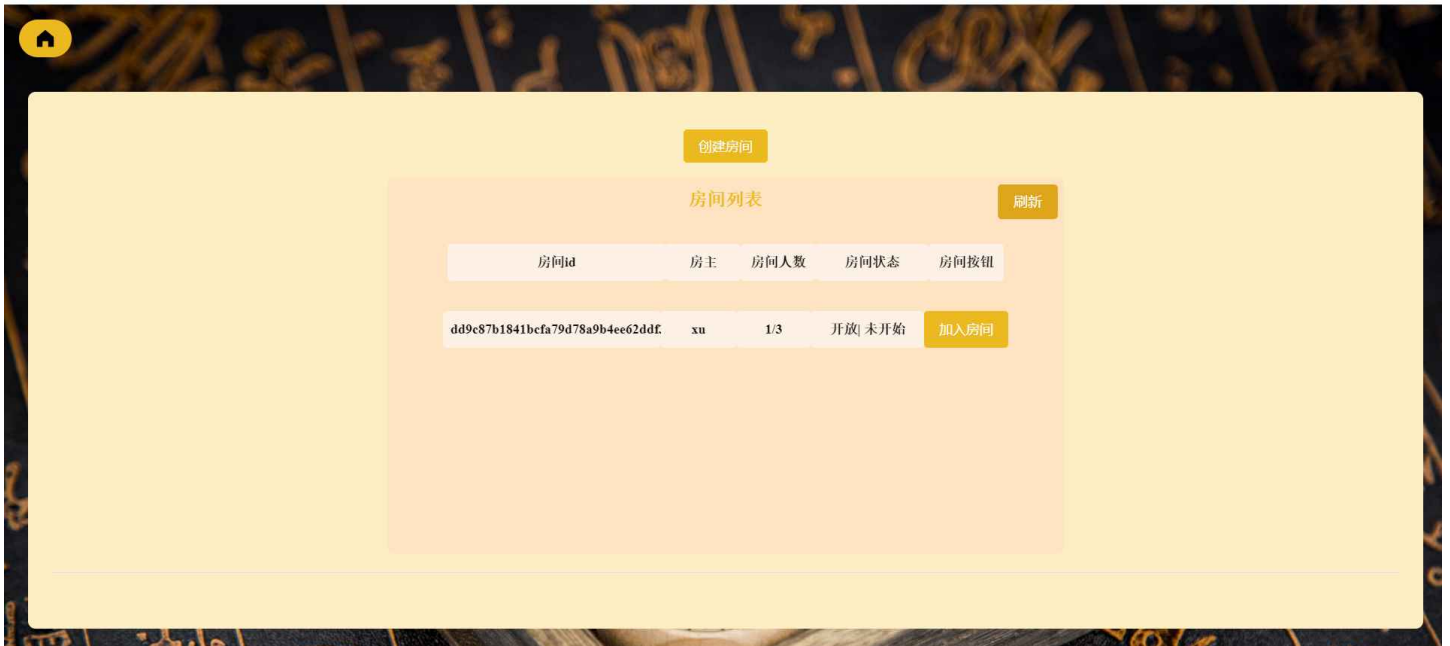 创建房间
房间列表
刷新
房间id 房主 房间人数 房间状态 房间按钮
dd9c87b1841bcfa79d78a9b4ee62ddf. xu 1/3 开放| 未开始 加入房间